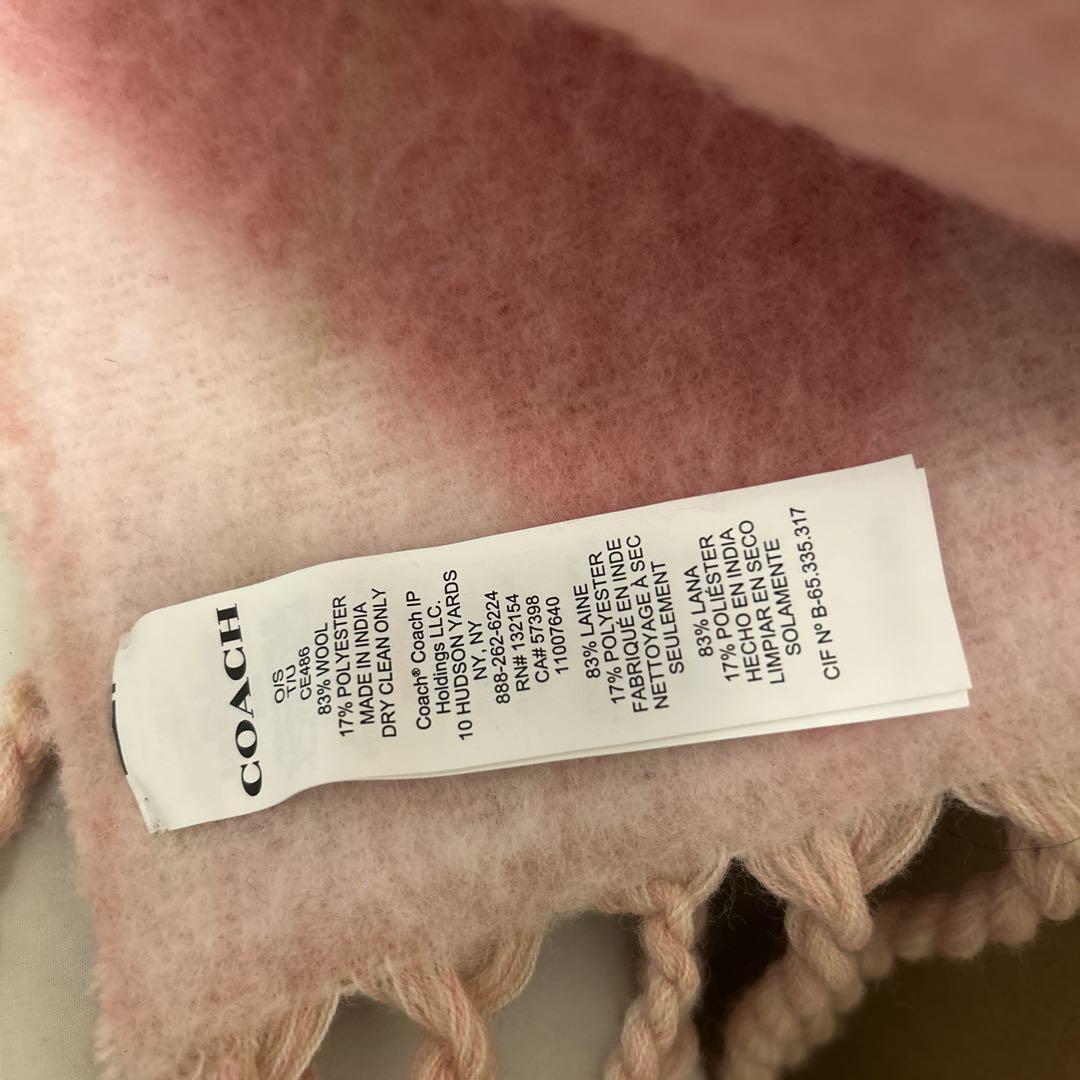 COACH
OIS
TIU
CE486
83% WOOL
17% POLYESTER
MADE IN INDIA
DRY CLEAN ONLY
Coach® Coach IP
Holdings LLC.
10 HUDSON YARDS
NY, NY
888-262-6224
RN# 132154
CA# 57398
11007640
83% LAINE
17% POLYESTER
FABRIQUÉ EN INDE
NETTOYAGE À SEC
SEULEMENT
83% LANA
17% POLIÉSTER
HECHO EN INDIA
LIMPIAR EN SECO
SOLAMENTE
CIF Nº B-65.335.317